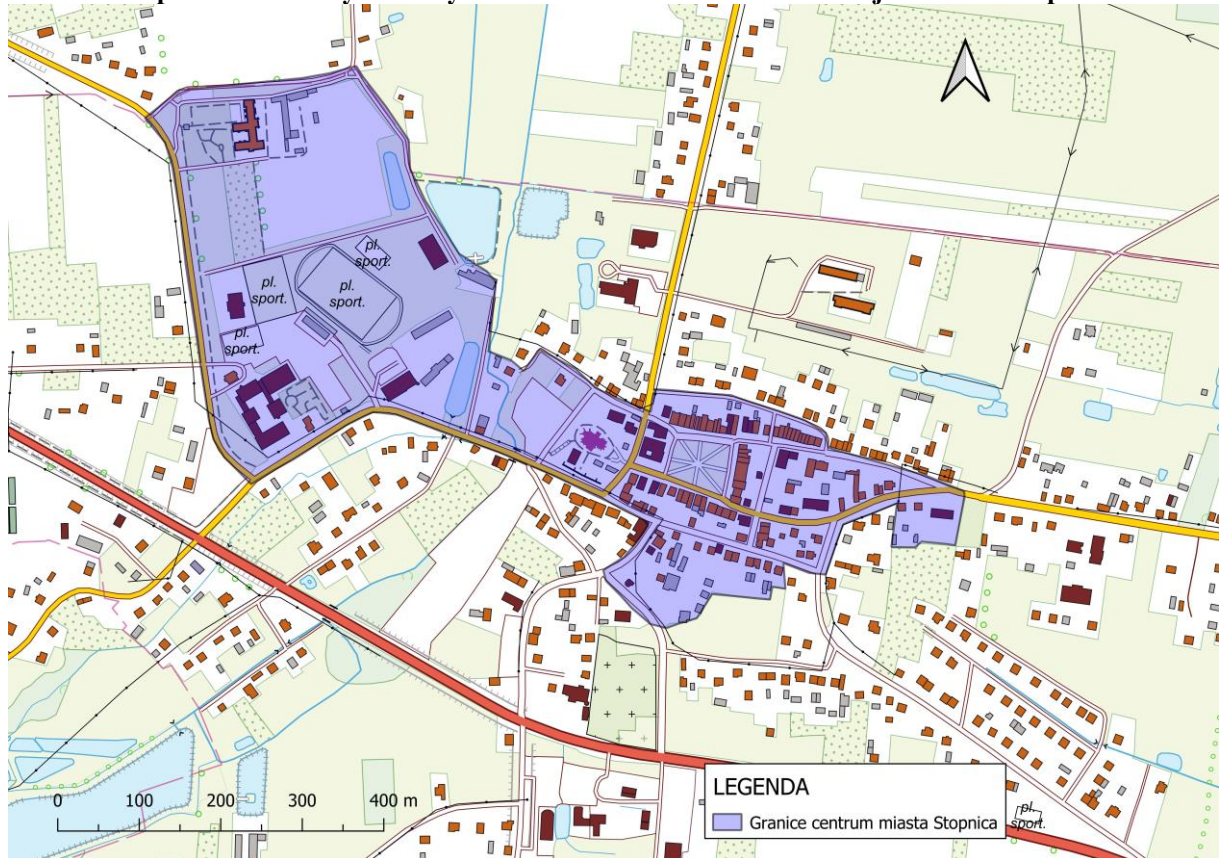 pl.
sport.
pl.
sport.
pl.
sport.
pl.
sport.
0 100 200 300 400 m
LEGENDA
Granice centrum miasta Stopnica
pl.
sport.